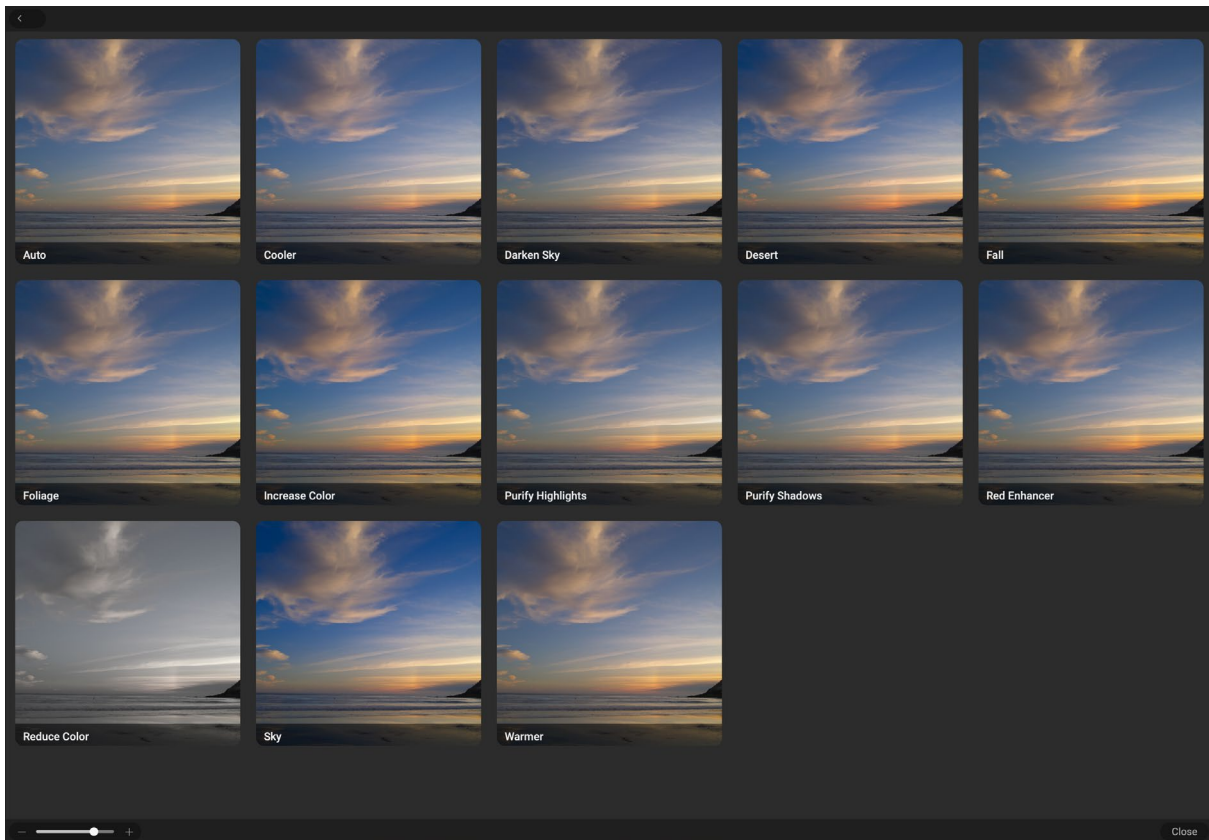 Auto
Cooler
Darken Sky
Desert
Fall
Foliage
Increase Color
Purify Highlights
Purify Shadows
Red Enhancer
Reduce Color
Sky
Warmer
Close